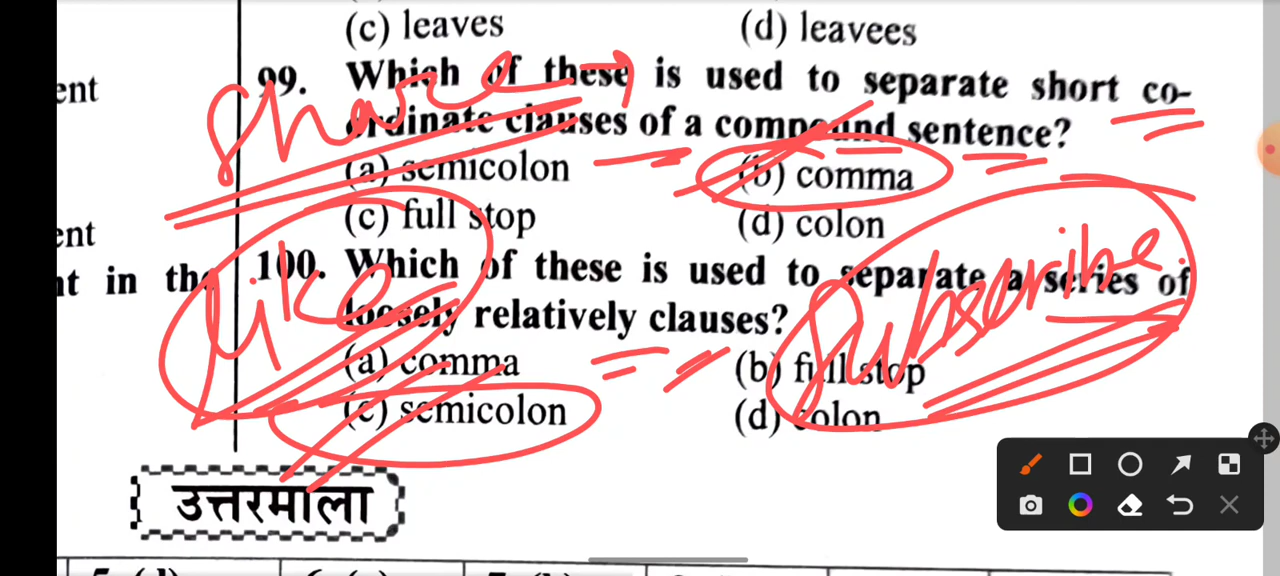 (c) leaves (d) leavees
ent
99. Which of these is used to separate short co-
ordinate clauses of a compound sentence?
(a) semicolon (b) comma
(c) full stop (d) colon
ent
nt in the
100. Which of these is used to separate a series of
loosely relatively clauses?
(a) comma (b) full stop
(c) semicolon (d) colon
share
like
Subscribe
उत्तरमाला